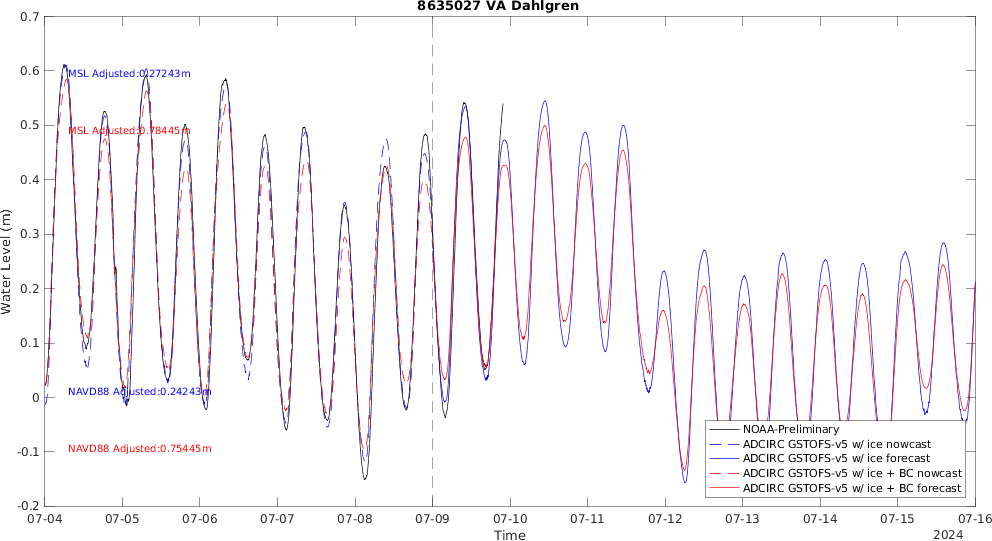 8635027 VA Dahlgren
Water Level (m)
0.7
0.6
0.5
0.4
0.3
0.2
0.1
0
-0.1
-0.2
MSL Adjusted:0.27243m
MSL Adjusted:0.78445m
NAVD88 Adjusted:0.24243m
NAVD88 Adjusted:0.75445m
NOAA-Preliminary
ADCIRC GSTOFS-v5 w/ ice nowcast
ADCIRC GSTOFS-v5 w/ ice forecast
ADCIRC GSTOFS-v5 w/ ice + BC nowcast
ADCIRC GSTOFS-v5 w/ ice + BC forecast
07-04 07-05 07-06 07-07 07-08 07-09 07-10 07-11 07-12 07-13 07-14 07-15 07-16
Time
2024